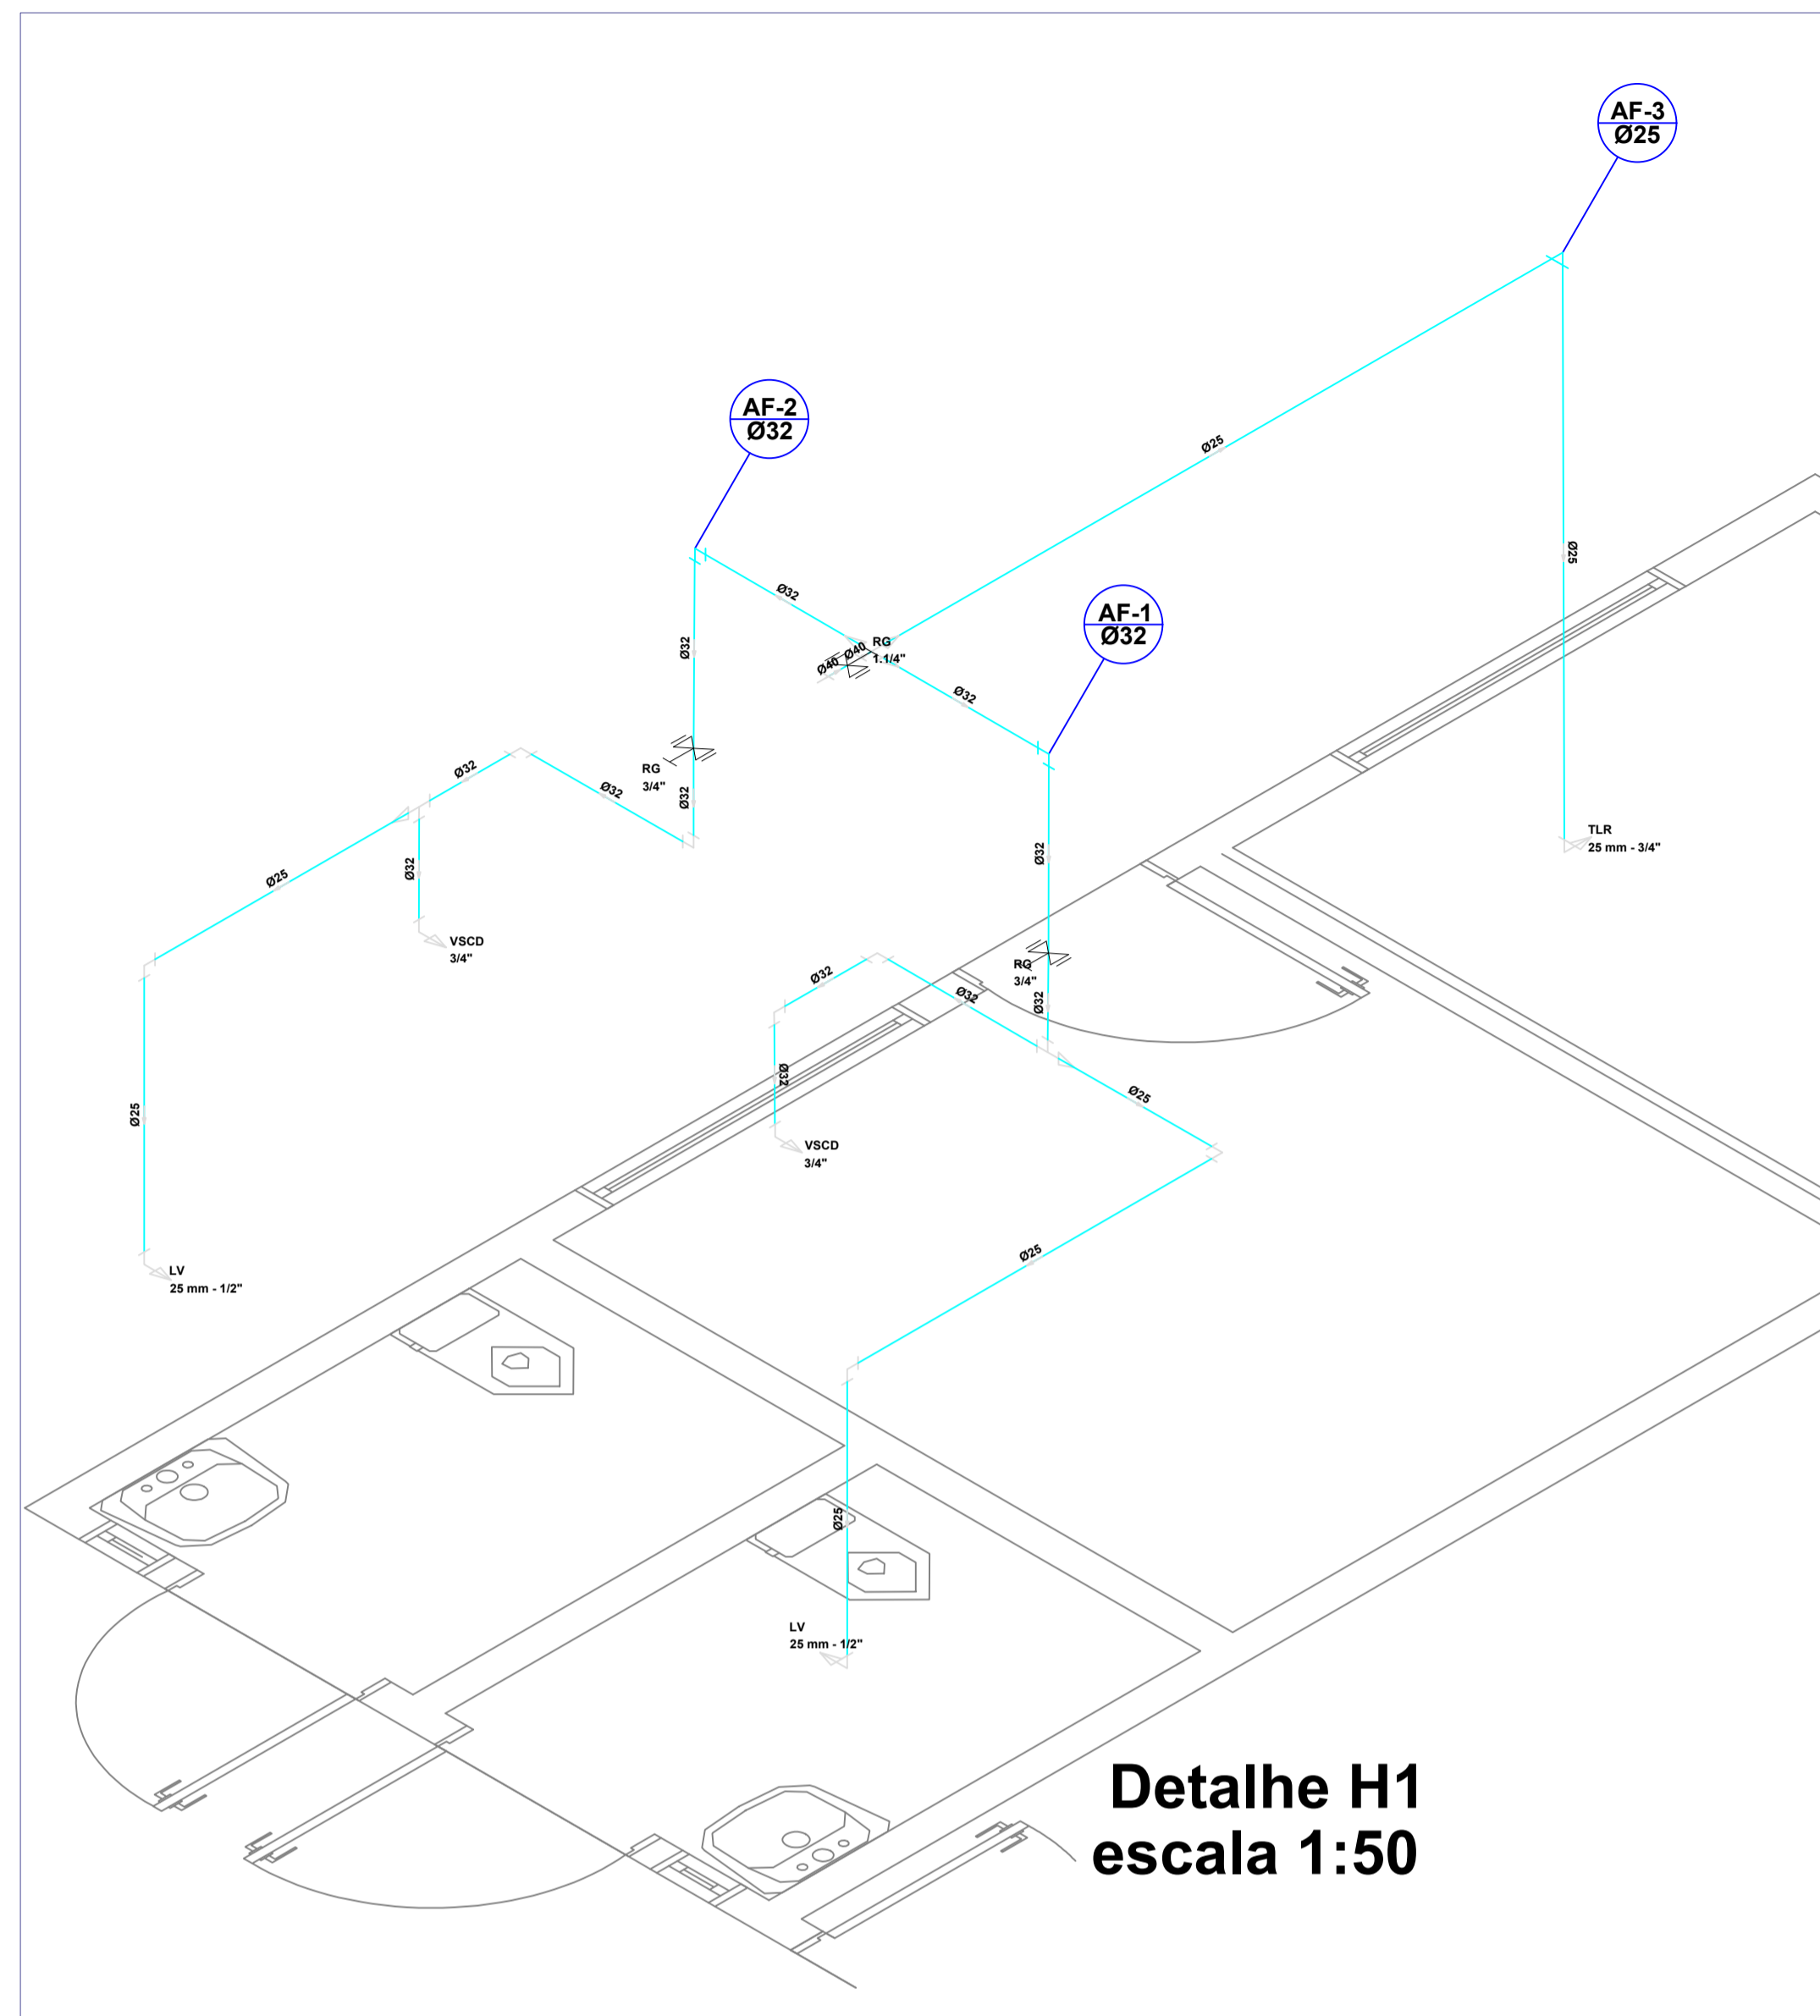 AF-3
Ø25
AF-2
Ø32
Ø25
Ø25
Ø32
AF-1
Ø32
Ø32
RG
1.1/4"
Ø40
Ø40
Ø32
Ø32
RG
3/4"
Ø32
Ø32
Ø32
TLR
25 mm - 3/4"
Ø32
Ø25
Ø32
VSCD
3/4"
RG
3/4"
Ø32
Ø32
Ø32
Ø32
Ø25
Ø25
VSCD
3/4"
Ø25
LV
25 mm - 1/2"
Ø25
LV
25 mm - 1/2"
Detalhe H1
escala 1:50